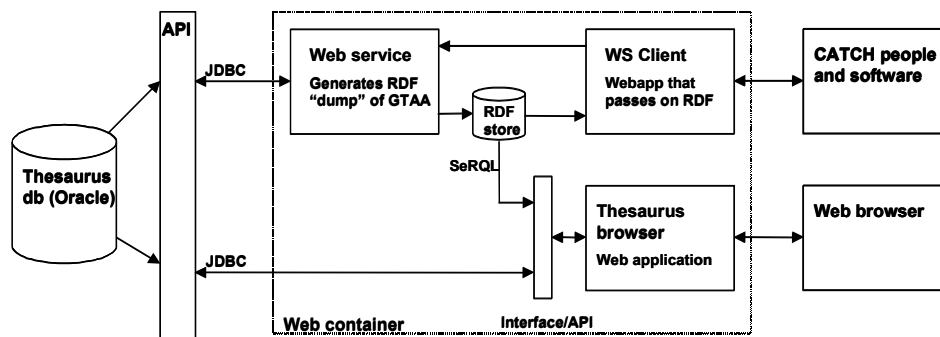 API
Web service
Generates RDF
“dump” of GTAA
WS Client
Webapp that
passes on RDF
CATCH people
and software
JDBC
RDF
store
SeRQL
Thesaurus
db (Oracle)
Thesaurus
browser
Web application
Web browser
JDBC
Web container
Interface/API